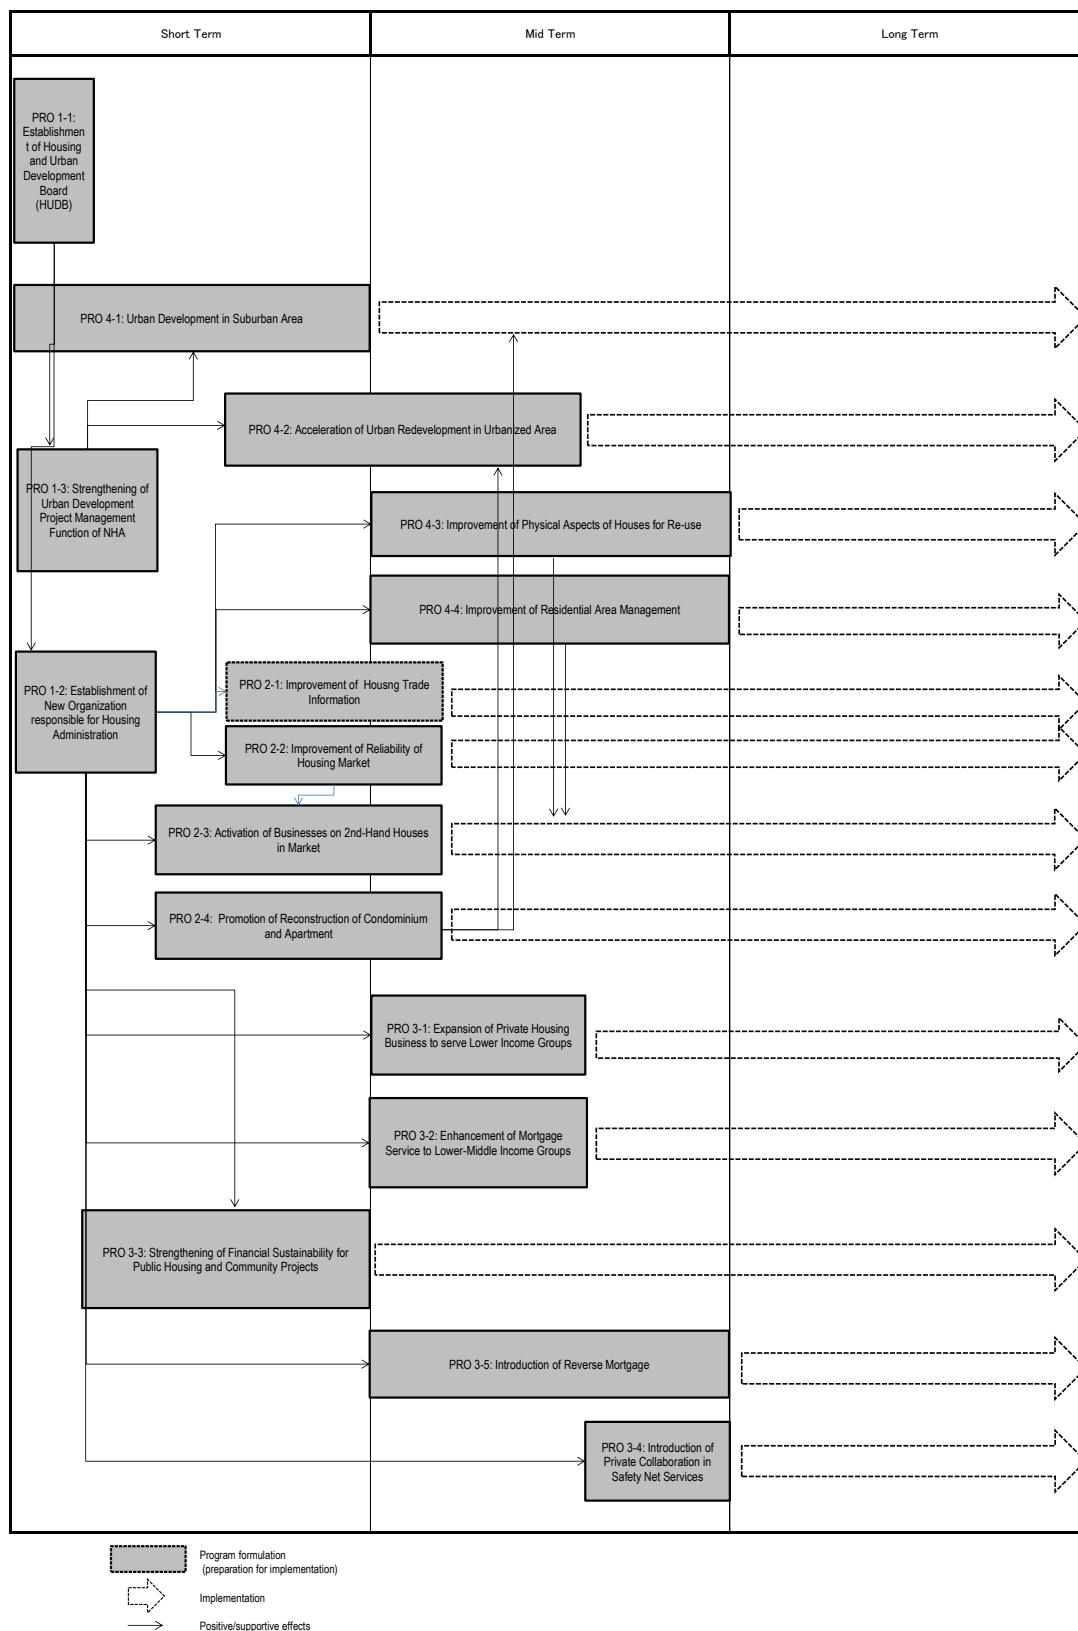 Short Term
Mid Term
Long Term
PRO 1-1:
Establishmen
t of Housing
and Urban
Development
Board
(HUDB)
PRO 4-1: Urban Development in Suburban Area
PRO 4-2: Acceleration of Urban Redevelopment in Urbanized Area
PRO 1-3: Strengthening of
Urban Development
Project Management
Function of NHA
PRO 4-3: Improvement of Physical Aspects of Houses for Re-use
PRO 4-4: Improvement of Residential Area Management
PRO 1-2: Establishment of
New Organization
responsible for Housing
Administration
PRO 2-1: Improvement of Housng Trade
Information
PRO 2-2: Improvement of Reliability of
Housing Market
PRO 2-3: Activation of Businesses on 2nd-Hand Houses
in Market
PRO 2-4: Promotion of Reconstruction of Condominium
and Apartment
PRO 3-1: Expansion of Private Housing
Business to serve Lower Income Groups
PRO 3-2: Enhancement of Mortgage
Service to Lower-Middle Income Groups
PRO 3-3: Strengthening of Financial Sustainability for
Public Housing and Community Projects
PRO 3-5: Introduction of Reverse Mortgage
PRO 3-4: Introduction of
Private Collaboration in
Safety Net Services
Program formulation
(preparation for implementation)
Implementation
Positive/supportive effects